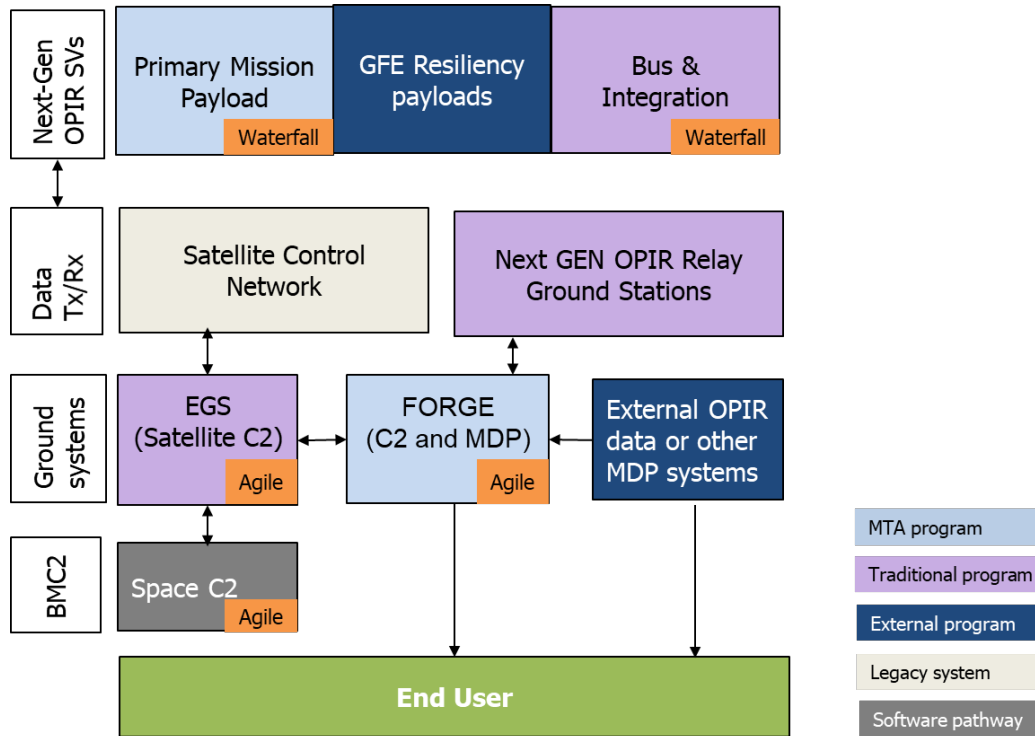 Next-Gen
OPIR SVs
Primary Mission
Payload
Waterfall
GFE Resiliency
payloads
Bus &
Integration
Waterfall
Data
Tx/Rx
Satellite Control
Network
Next GEN OPIR Relay
Ground Stations
Ground
systems
EGS
(Satellite C2)
Agile
FORGE
(C2 and MDP)
Agile
External OPIR
data or other
MDP systems
BMC2
Space C2
Agile
End User
MTA program
Traditional program
External program
Legacy system
Software pathway